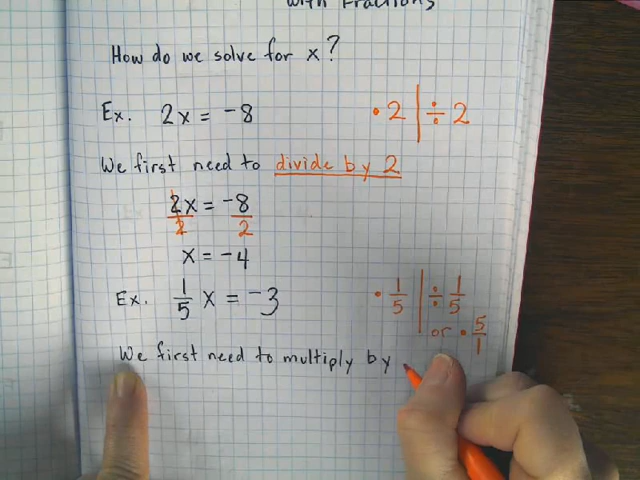 with Fractions
How do we solve for x?
Ex. 2x = -8
• 2 | ÷ 2
We first need to divide by 2
2x = -8
2 2
x = -4
Ex. 1/5 x = -3
• 1/5 | ÷ 1/5
or • 5/1
We first need to multiply by